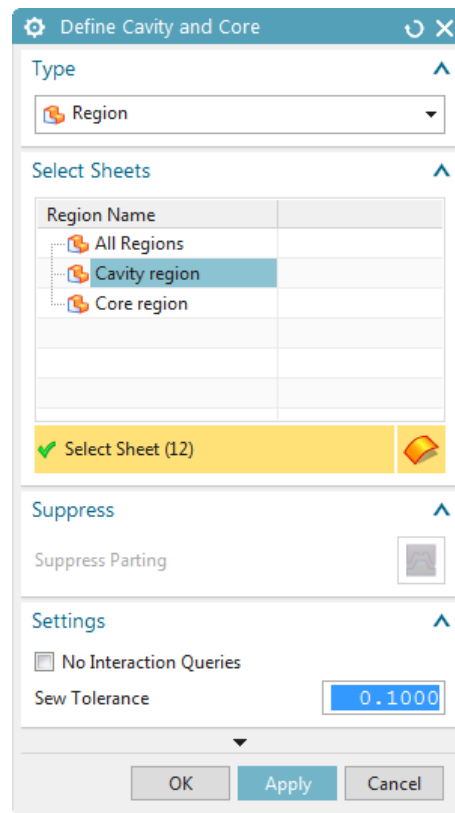 Define Cavity and Core
Type
Region
Select Sheets
Region Name
All Regions
Cavity region
Core region
Select Sheet (12)
Suppress
Suppress Parting
Settings
No Interaction Queries
Sew Tolerance 0.1000
OK Apply Cancel